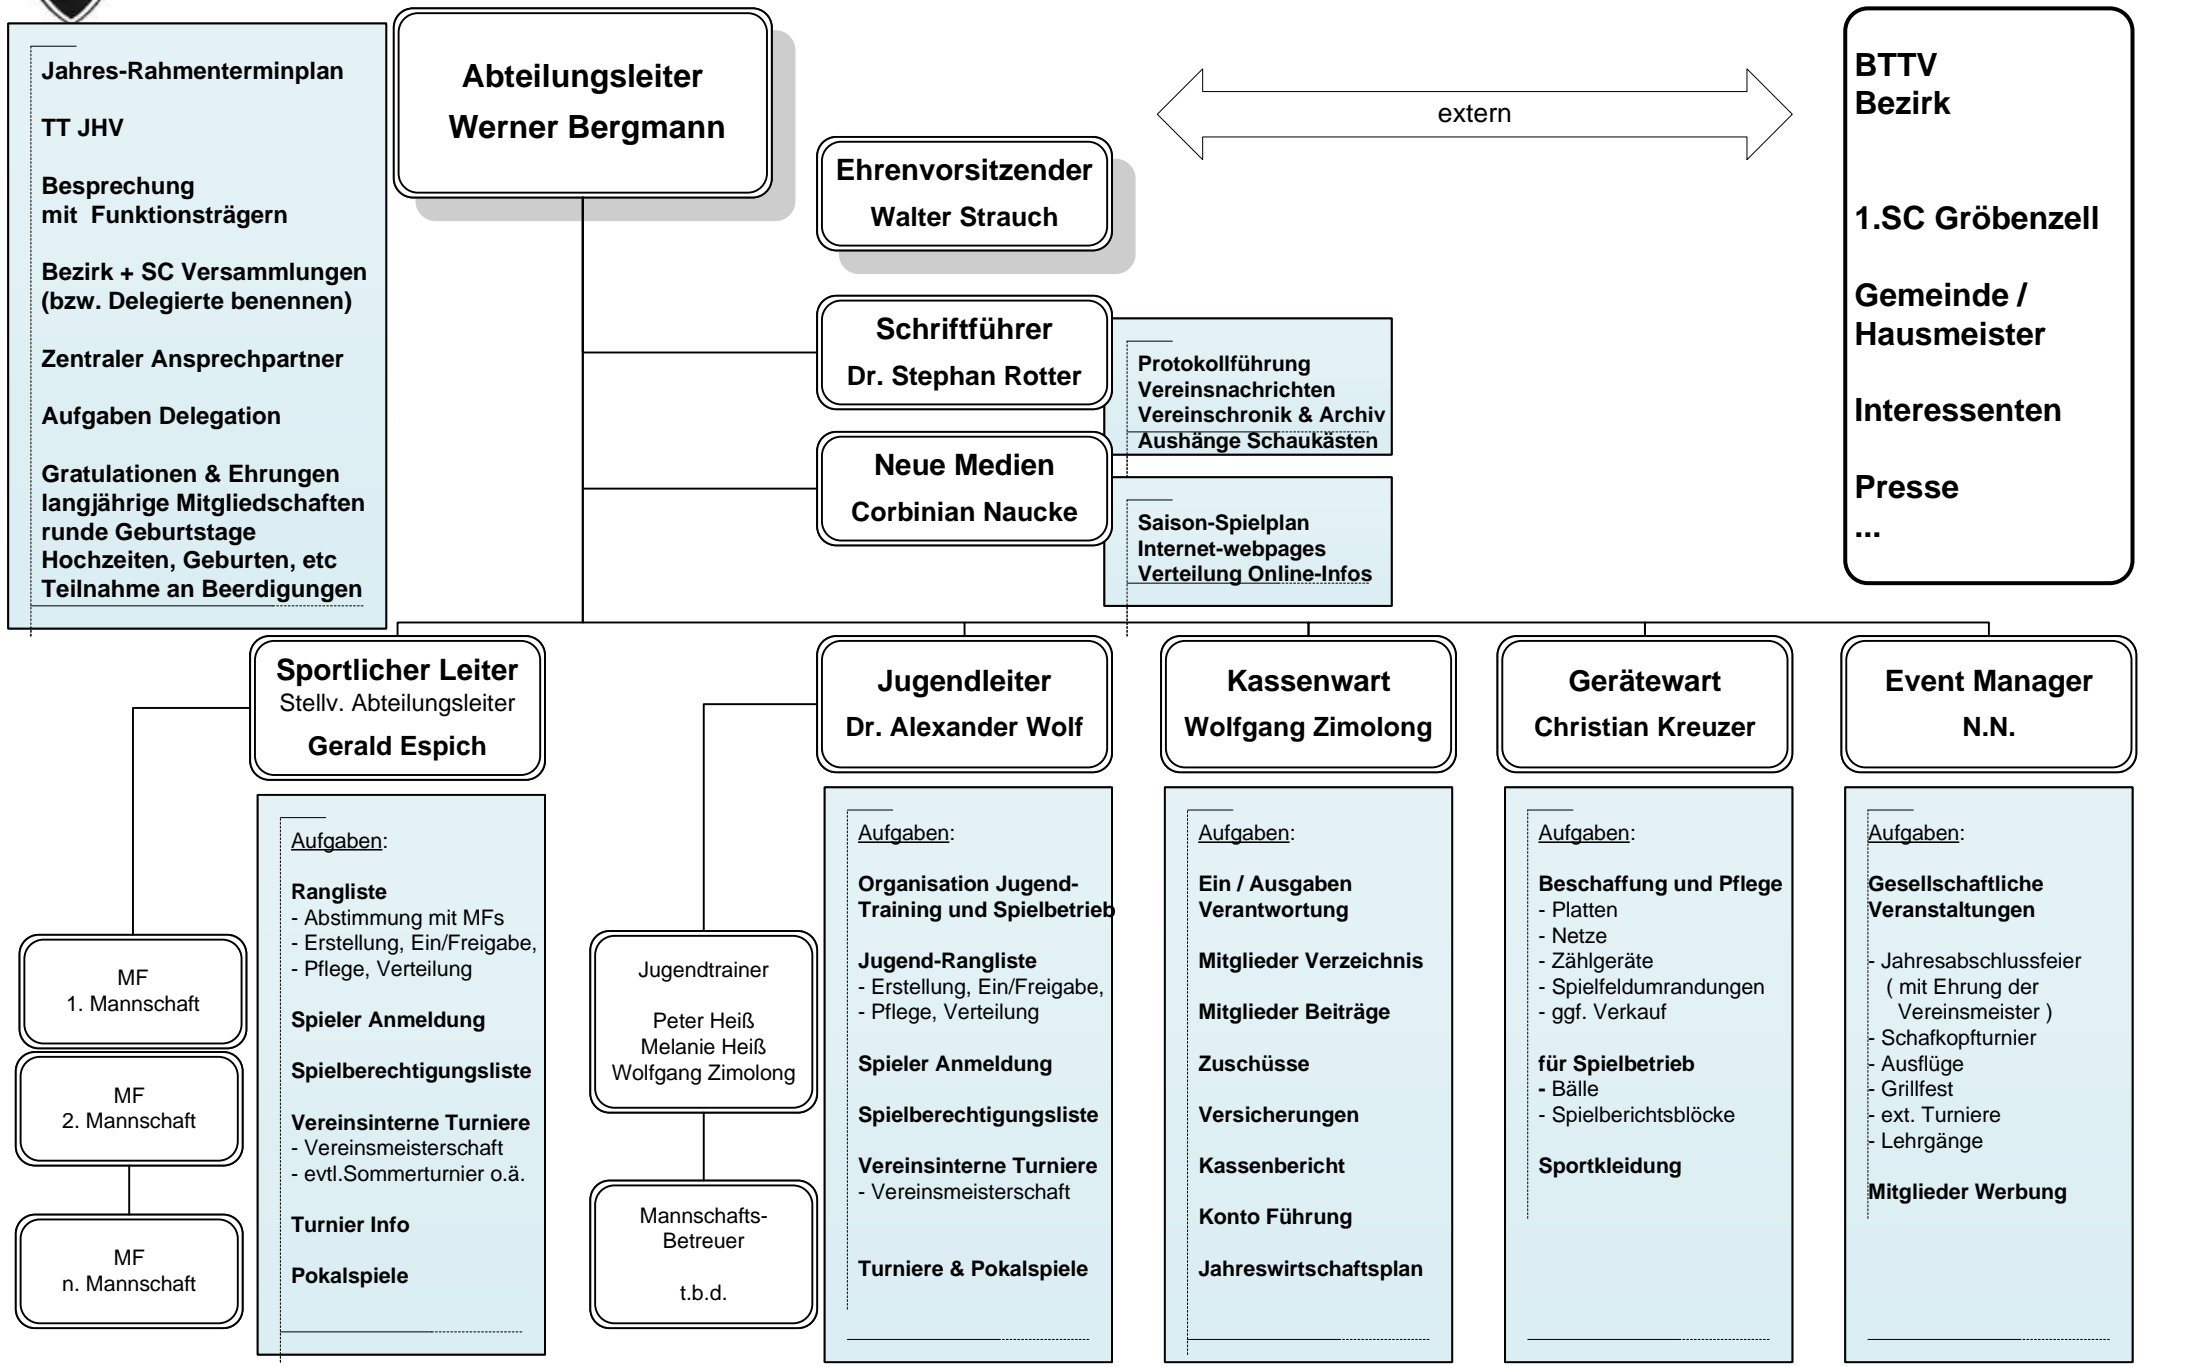 Jahres-Rahmenterminplan
TT JHV
Besprechung
mit Funktionsträgern
Bezirk + SC Versammlungen
(bzw. Delegierte benennen)
Zentraler Ansprechpartner
Aufgaben Delegation
Gratulationen & Ehrungen
langjährige Mitgliedschaften
runde Geburtstage
Hochzeiten, Geburten, etc
Teilnahme an Beerdigungen
Abteilungsleiter
Werner Bergmann
Ehrenvorsitzender
Walter Strauch
extern
BTTV
Bezirk
1.SC Gröbenzell
Gemeinde /
Hausmeister
Interessenten
Presse
...
Schriftführer
Dr. Stephan Rotter
Protokollführung
Vereinsnachrichten
Vereinschronik & Archiv
Aushänge Schaukästen
Neue Medien
Corbinian Naucke
Saison-Spielplan
Internet-webpages
Verteilung Online-Infos
Sportlicher Leiter
Stellv. Abteilungsleiter
Gerald Espich
MF
1. Mannschaft
MF
2. Mannschaft
MF
n. Mannschaft
Aufgaben:
Rangliste
- Abstimmung mit MFs
- Erstellung, Ein/Freigabe,
- Pflege, Verteilung
Spieler Anmeldung
Spielberechtigungsliste
Vereinsinterne Turniere
- Vereinsmeisterschaft
- evtl.Sommerturnier o.ä.
Turnier Info
Pokalspiele
Jugendleiter
Dr. Alexander Wolf
Jugendtrainer
Peter Heiß
Melanie Heiß
Wolfgang Zimolong
Mannschafts-
Betreuer
t.b.d.
Aufgaben:
Organisation Jugend-
Training und Spielbetrieb
Jugend-Rangliste
- Erstellung, Ein/Freigabe,
- Pflege, Verteilung
Spieler Anmeldung
Spielberechtigungsliste
Vereinsinterne Turniere
- Vereinsmeisterschaft
Turniere & Pokalspiele
Kassenwart
Wolfgang Zimolong
Aufgaben:
Ein / Ausgaben
Verantwortung
Mitglieder Verzeichnis
Mitglieder Beiträge
Zuschüsse
Versicherungen
Kassenbericht
Konto Führung
Jahreswirtschaftsplan
Gerätewart
Christian Kreuzer
Aufgaben:
Beschaffung und Pflege
- Platten
- Netze
- Zählgeräte
- Spielfeldumrandungen
- ggf. Verkauf
für Spielbetrieb
- Bälle
- Spielberichtsblöcke
Sportkleidung
Event Manager
N.N.
Aufgaben:
Gesellschaftliche
Veranstaltungen
- Jahresabschlussfeier
( mit Ehrung der
Vereinsmeister )
- Schafkopfturnier
- Ausflüge
- Grillfest
- ext. Turniere
- Lehrgänge
Mitglieder Werbung